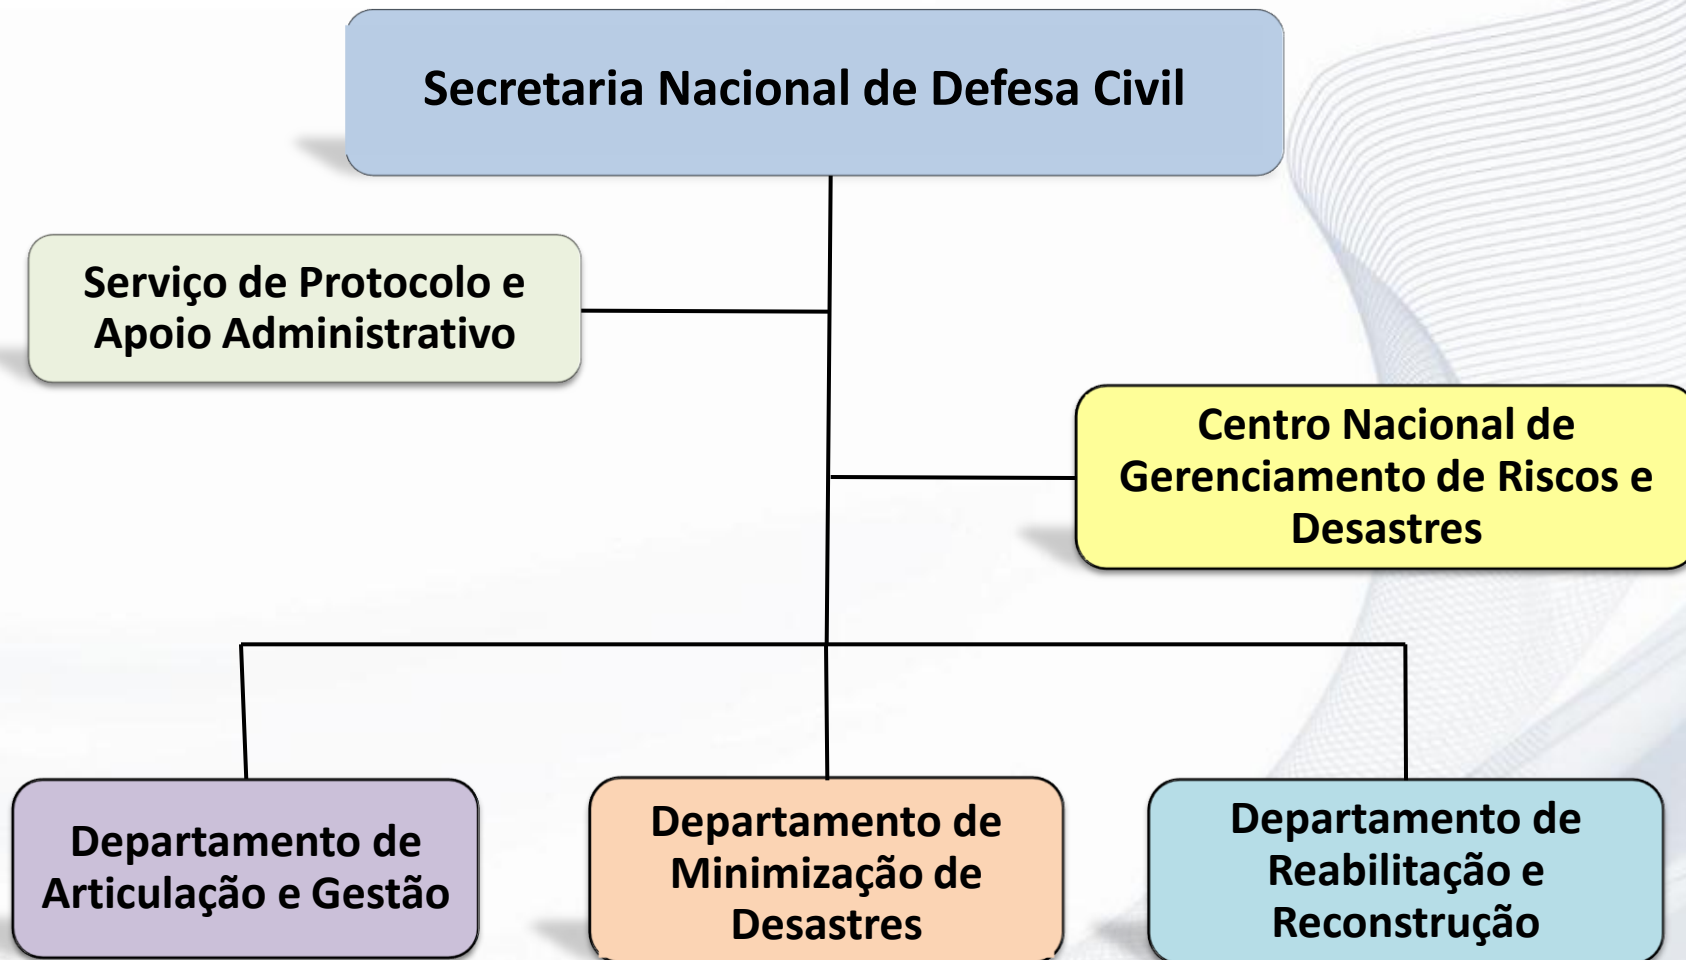 Secretaria Nacional de Defesa Civil
Serviço de Protocolo e
Apoio Administrativo
Centro Nacional de
Gerenciamento de Riscos e
Desastres
Departamento de
Articulação e Gestão
Departamento de
Minimização de
Desastres
Departamento de
Reabilitação e
Reconstrução